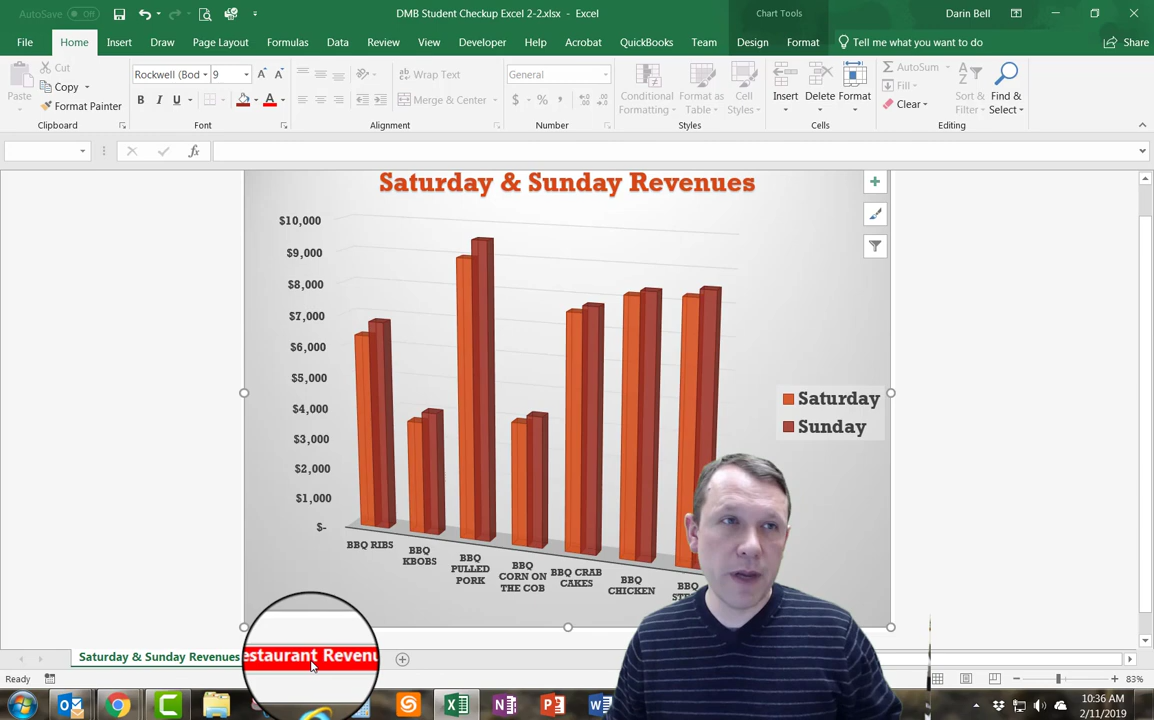 AutoSave Off
DMB Student Checkup Excel 2-2.xlsx - Excel
Chart Tools
Darin Bell
File Home Insert Draw Page Layout Formulas Data Review View Developer Help Acrobat QuickBooks Team Design Format Tell me what you want to do Share
Paste
Cut
Copy
Format Painter
Clipboard
Rockwell (Bod 9
B I U A
Font
Wrap Text
Merge & Center
Alignment
General
$ % ,
Number
Conditional Formatting
Format as Table
Cell Styles
Styles
Insert Delete Format
Cells
AutoSum
Fill
Clear
Sort & Filter
Find & Select
Editing
fx
Saturday & Sunday Revenues
$10,000
$9,000
$8,000
$7,000
$6,000
$5,000
$4,000
$3,000
$2,000
$1,000
$-
BBQ RIBS
BBQ KBOBS
BBQ PULLED PORK
BBQ CORN ON THE COB
BBQ CRAB CAKES
BBQ CHICKEN
BBQ
Saturday
Sunday
Saturday & Sunday Revenues
estaurant Revenu
Ready
83%
10:36 AM
2/11/2019